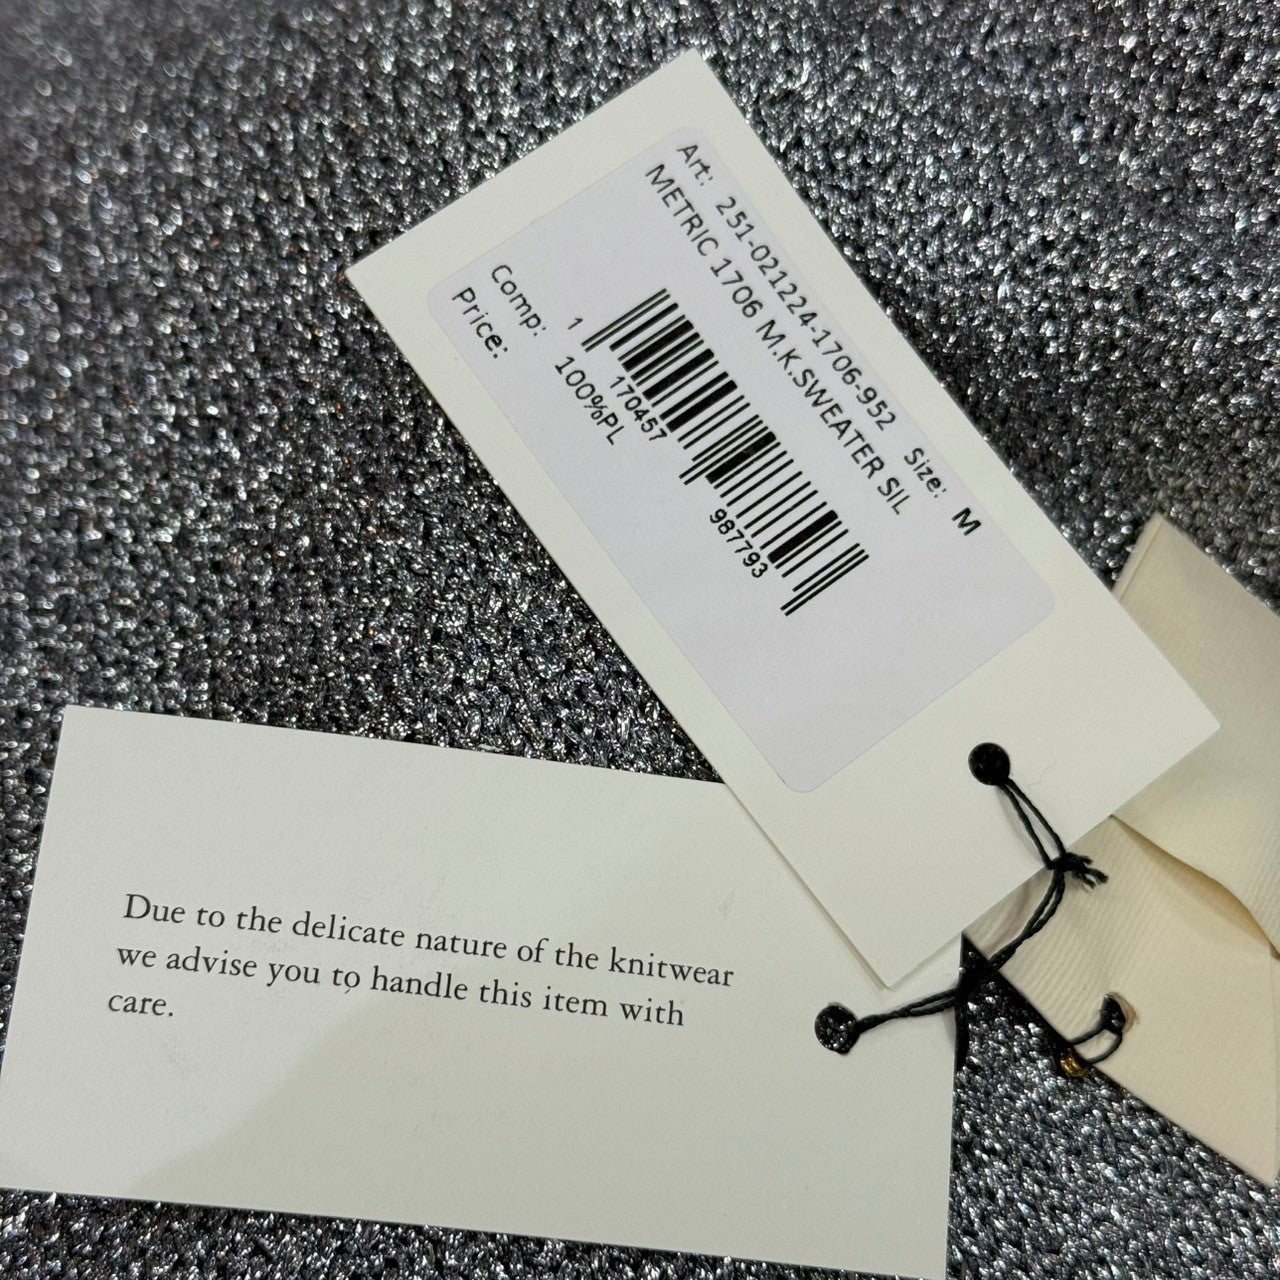 Art: 251-021224-1706-952 Size: M
METRIC 1706 M.K.SWEATER SIL
1 170457 987793
Comp: 100%PL
Price:
Due to the delicate nature of the knitwear
we advise you to handle this item with
care.